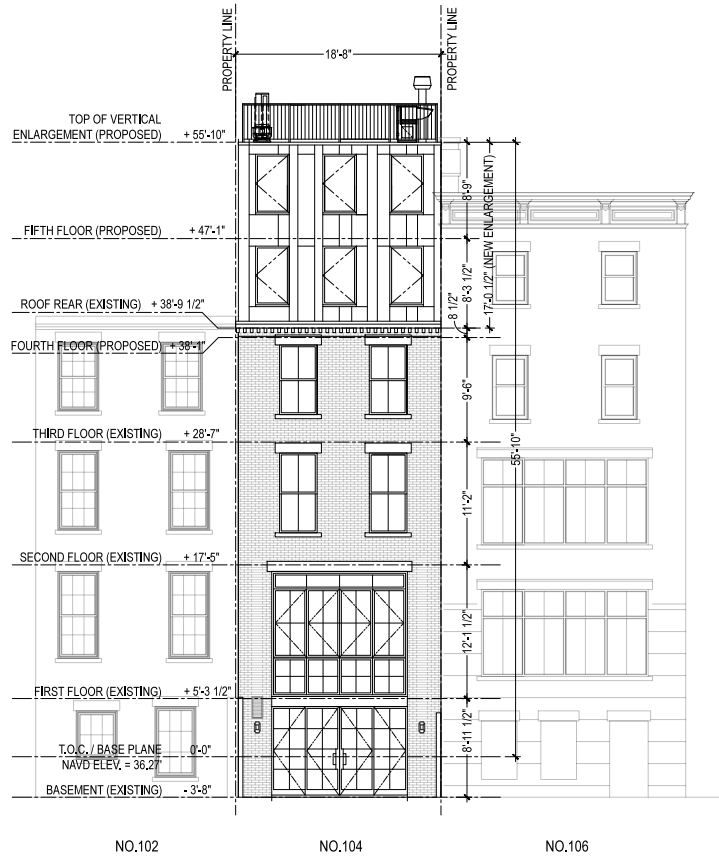 PROPERTY LINE
PROPERTY LINE
18'-8"
TOP OF VERTICAL
ENLARGEMENT (PROPOSED) + 55'-10"
8'-9"
17'-0 1/2" (NEW ENLARGEMENT)
FIFTH FLOOR (PROPOSED) + 47'-1"
8'-3 1/2"
ROOF REAR (EXISTING) + 38'-9 1/2"
8 1/2"
FOURTH FLOOR (PROPOSED) + 38'-1"
9'-6"
THIRD FLOOR (EXISTING) + 28'-7"
55'-10"
11'-2"
SECOND FLOOR (EXISTING) + 17'-5"
12'-1 1/2"
FIRST FLOOR (EXISTING) + 5'-3 1/2"
8'-11 1/2"
T.O.C. / BASE PLANE 0'-0"
NAVD ELEV. = 36.27'
BASEMENT (EXISTING) - 3'-8"
NO.102 NO.104 NO.106